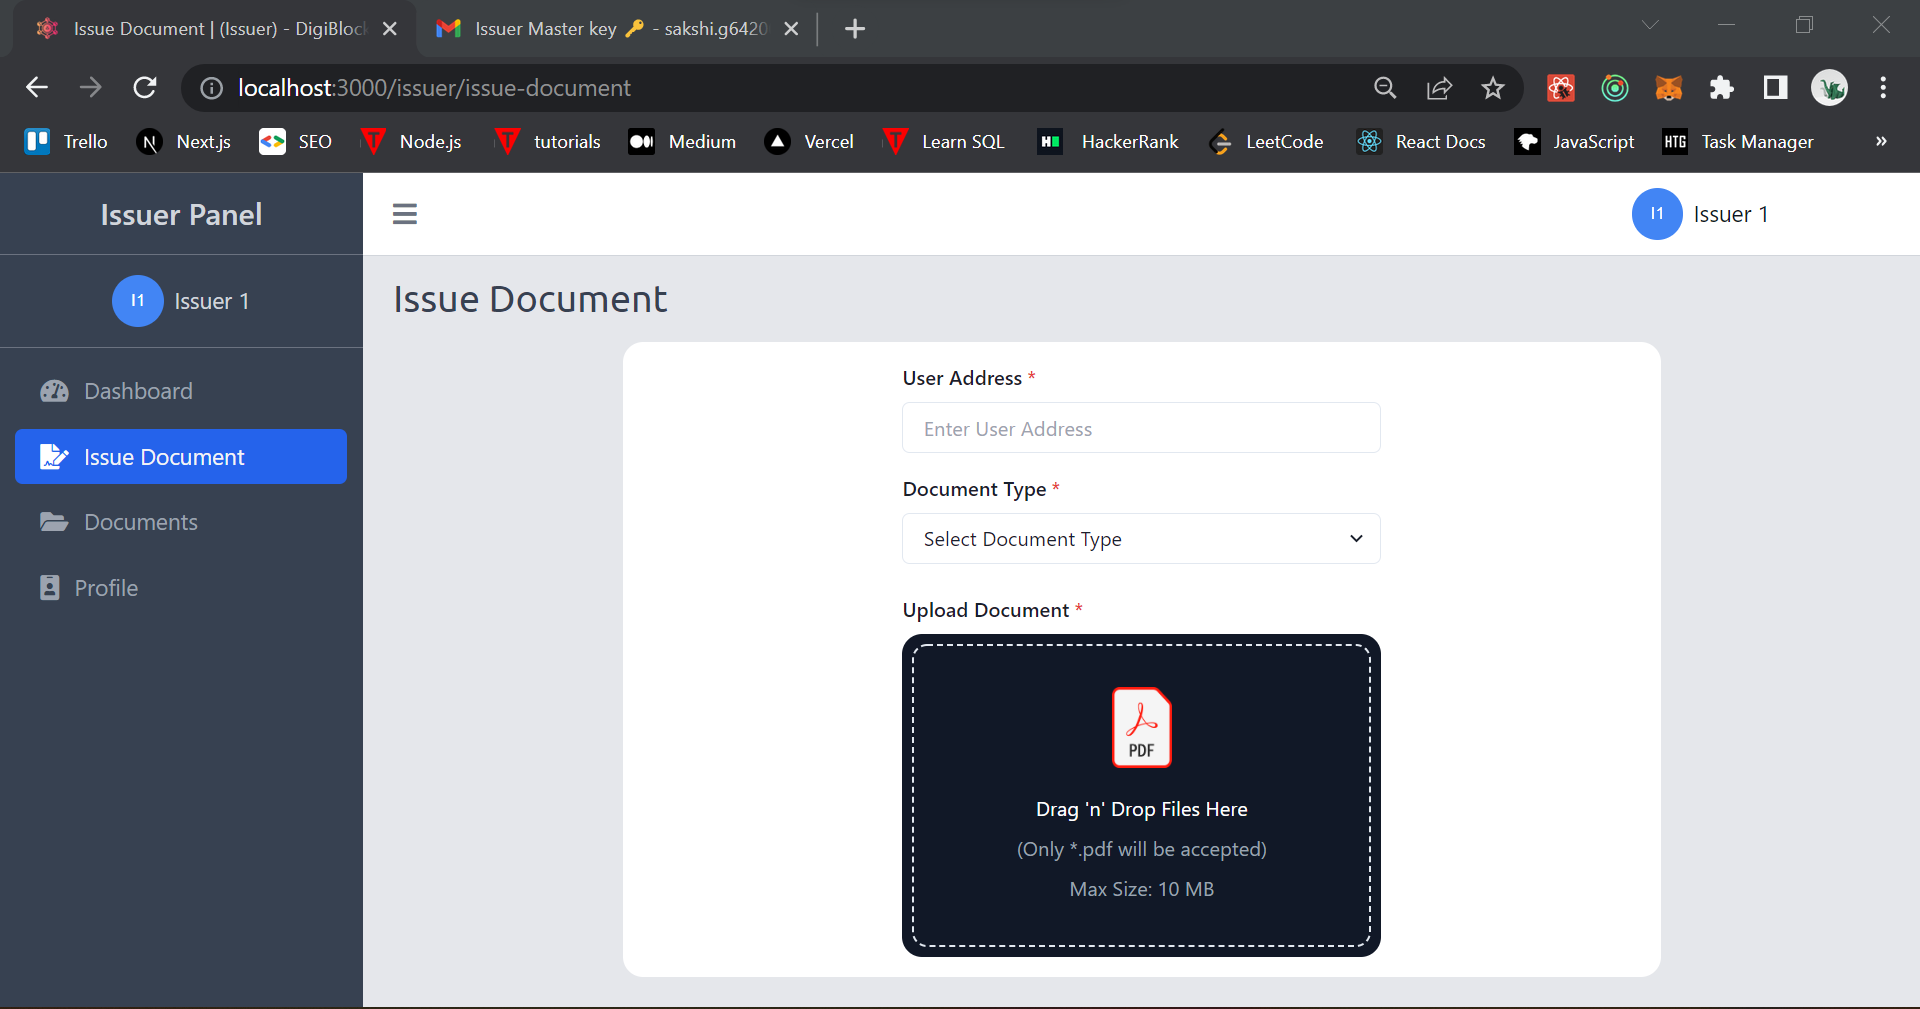 Issue Document | (Issuer) - DigiBlock
Issuer Master key 🔑 - sakshi.g6420
localhost:3000/issuer/issue-document
Trello Next.js SEO Node.js tutorials Medium Vercel Learn SQL HackerRank LeetCode React Docs JavaScript HTG Task Manager »
Issuer Panel
I1 Issuer 1
I1 Issuer 1
Dashboard
Issue Document
Documents
Profile
Issue Document
User Address *
Enter User Address
Document Type *
Select Document Type
Upload Document *
PDF
Drag 'n' Drop Files Here
(Only *.pdf will be accepted)
Max Size: 10 MB